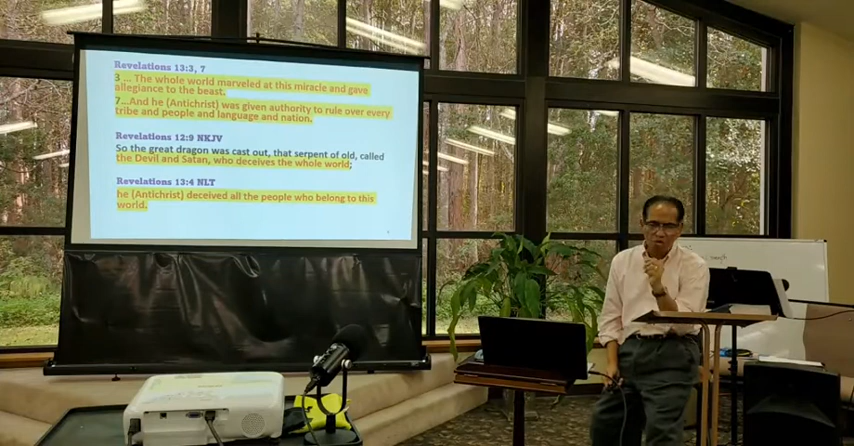 Revelations 13:3, 7
3 ... The whole world marveled at this miracle and gave
allegiance to the beast.
7...And he (Antichrist) was given authority to rule over every
tribe and people and language and nation.
Revelations 12:9 NKJV
So the great dragon was cast out, that serpent of old, called
the Devil and Satan, who deceives the whole world;
Revelations 13:4 NLT
he (Antichrist) deceived all the people who belong to this
world.